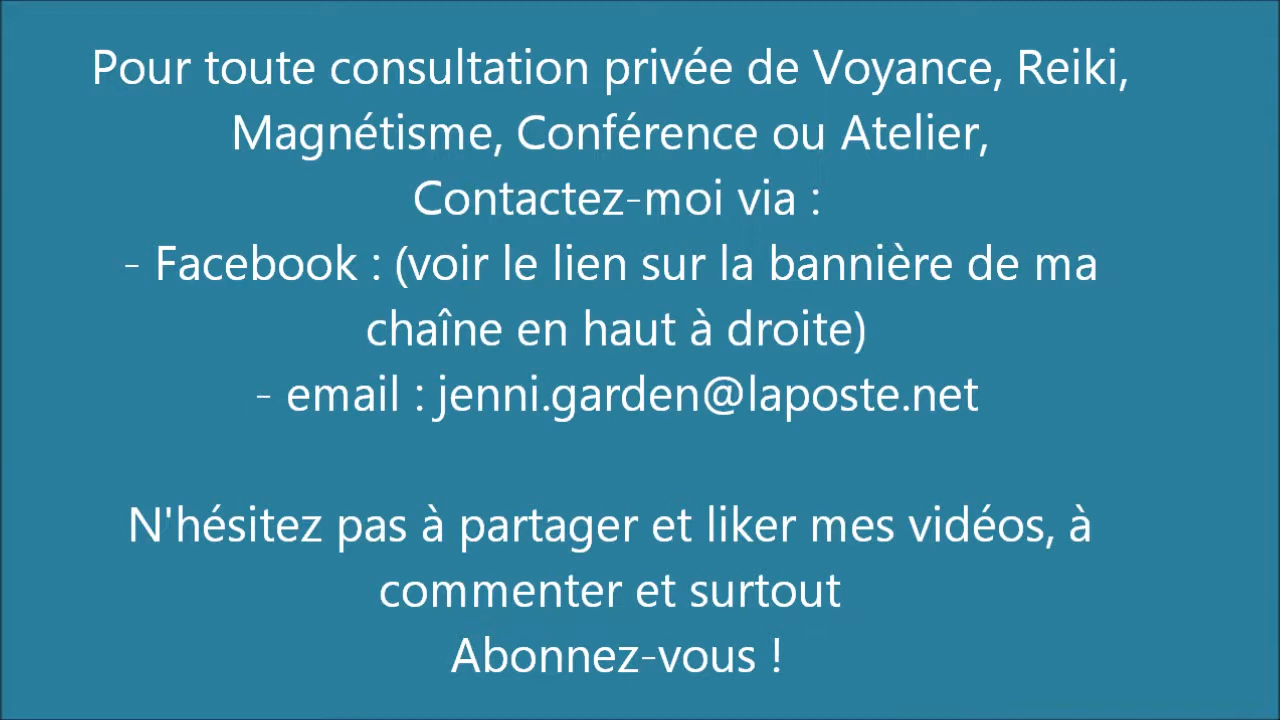 Pour toute consultation privée de Voyance, Reiki,
Magnétisme, Conférence ou Atelier,
Contactez-moi via :
- Facebook : (voir le lien sur la bannière de ma
chaîne en haut à droite)
- email : jenni.garden@laposte.net
N'hésitez pas à partager et liker mes vidéos, à
commenter et surtout
Abonnez-vous !